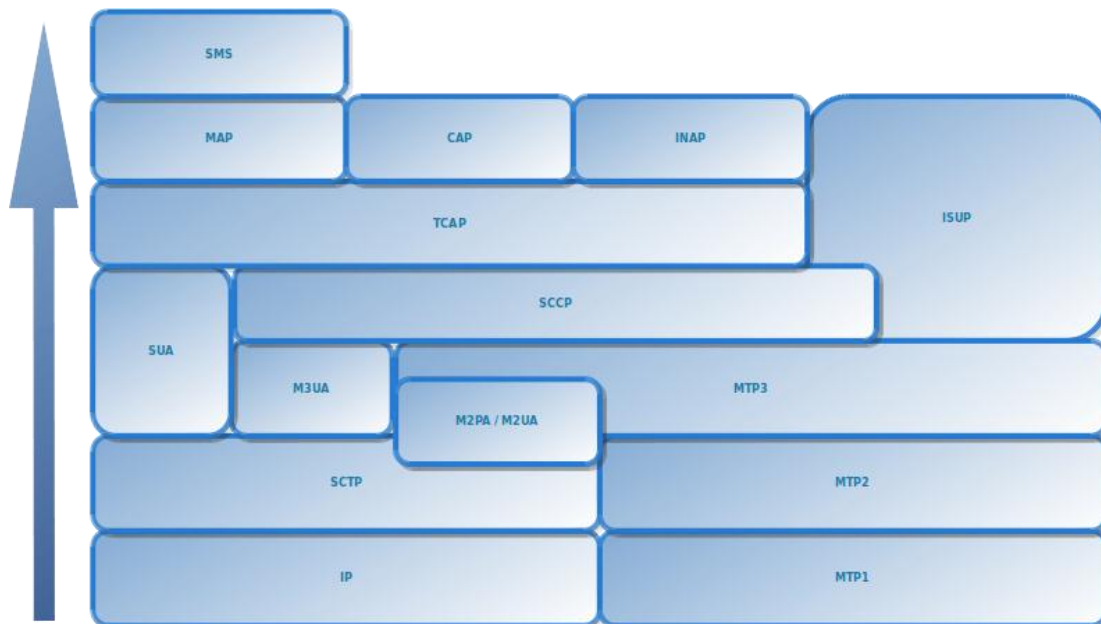 SMS
MAP
CAP
INAP
TCAP
ISUP
SCCP
SUA
M3UA
MTP3
M2PA / M2UA
SCTP
MTP2
IP
MTP1